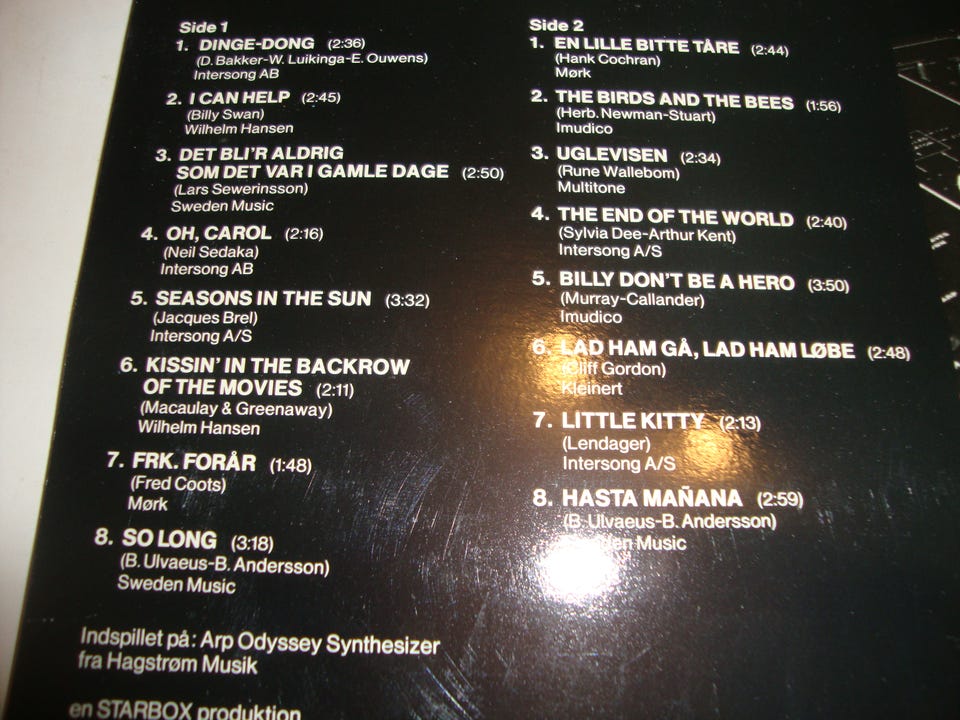 Side 1
1. DINGE-DONG (2:36)
(D. Bakker-W. Luikinga-E. Ouwens)
Intersong AB
2. I CAN HELP (2:45)
(Billy Swan)
Wilhelm Hansen
3. DET BLI'R ALDRIG
SOM DET VAR I GAMLE DAGE (2:50)
(Lars Sewerinsson)
Sweden Music
4. OH, CAROL (2:16)
(Neil Sedaka)
Intersong AB
5. SEASONS IN THE SUN (3:32)
(Jacques Brel)
Intersong A/S
6. KISSIN' IN THE BACKROW
OF THE MOVIES (2:11)
(Macaulay & Greenaway)
Wilhelm Hansen
7. FRK. FORÅR (1:48)
(Fred Coots)
Mørk
8. SO LONG (3:18)
(B. Ulvaeus-B. Andersson)
Sweden Music
Side 2
1. EN LILLE BITTE TÅRE (2:44)
(Hank Cochran)
Mørk
2. THE BIRDS AND THE BEES (1:56)
(Herb. Newman-Stuart)
Imudico
3. UGLEVISEN (2:34)
(Rune Wallebom)
Multitone
4. THE END OF THE WORLD (2:40)
(Sylvia Dee-Arthur Kent)
Intersong A/S
5. BILLY DON'T BE A HERO (3:50)
(Murray-Callander)
Imudico
6. LAD HAM GÅ, LAD HAM LØBE (2:48)
(Cliff Gordon)
Kleinert
7. LITTLE KITTY (2:13)
(Lendager)
Intersong A/S
8. HASTA MAÑANA (2:59)
(B. Ulvaeus-B. Andersson)
Music
Indspillet på: Arp Odyssey Synthesizer
fra Hagstrøm Musik
en STARBOX produktion